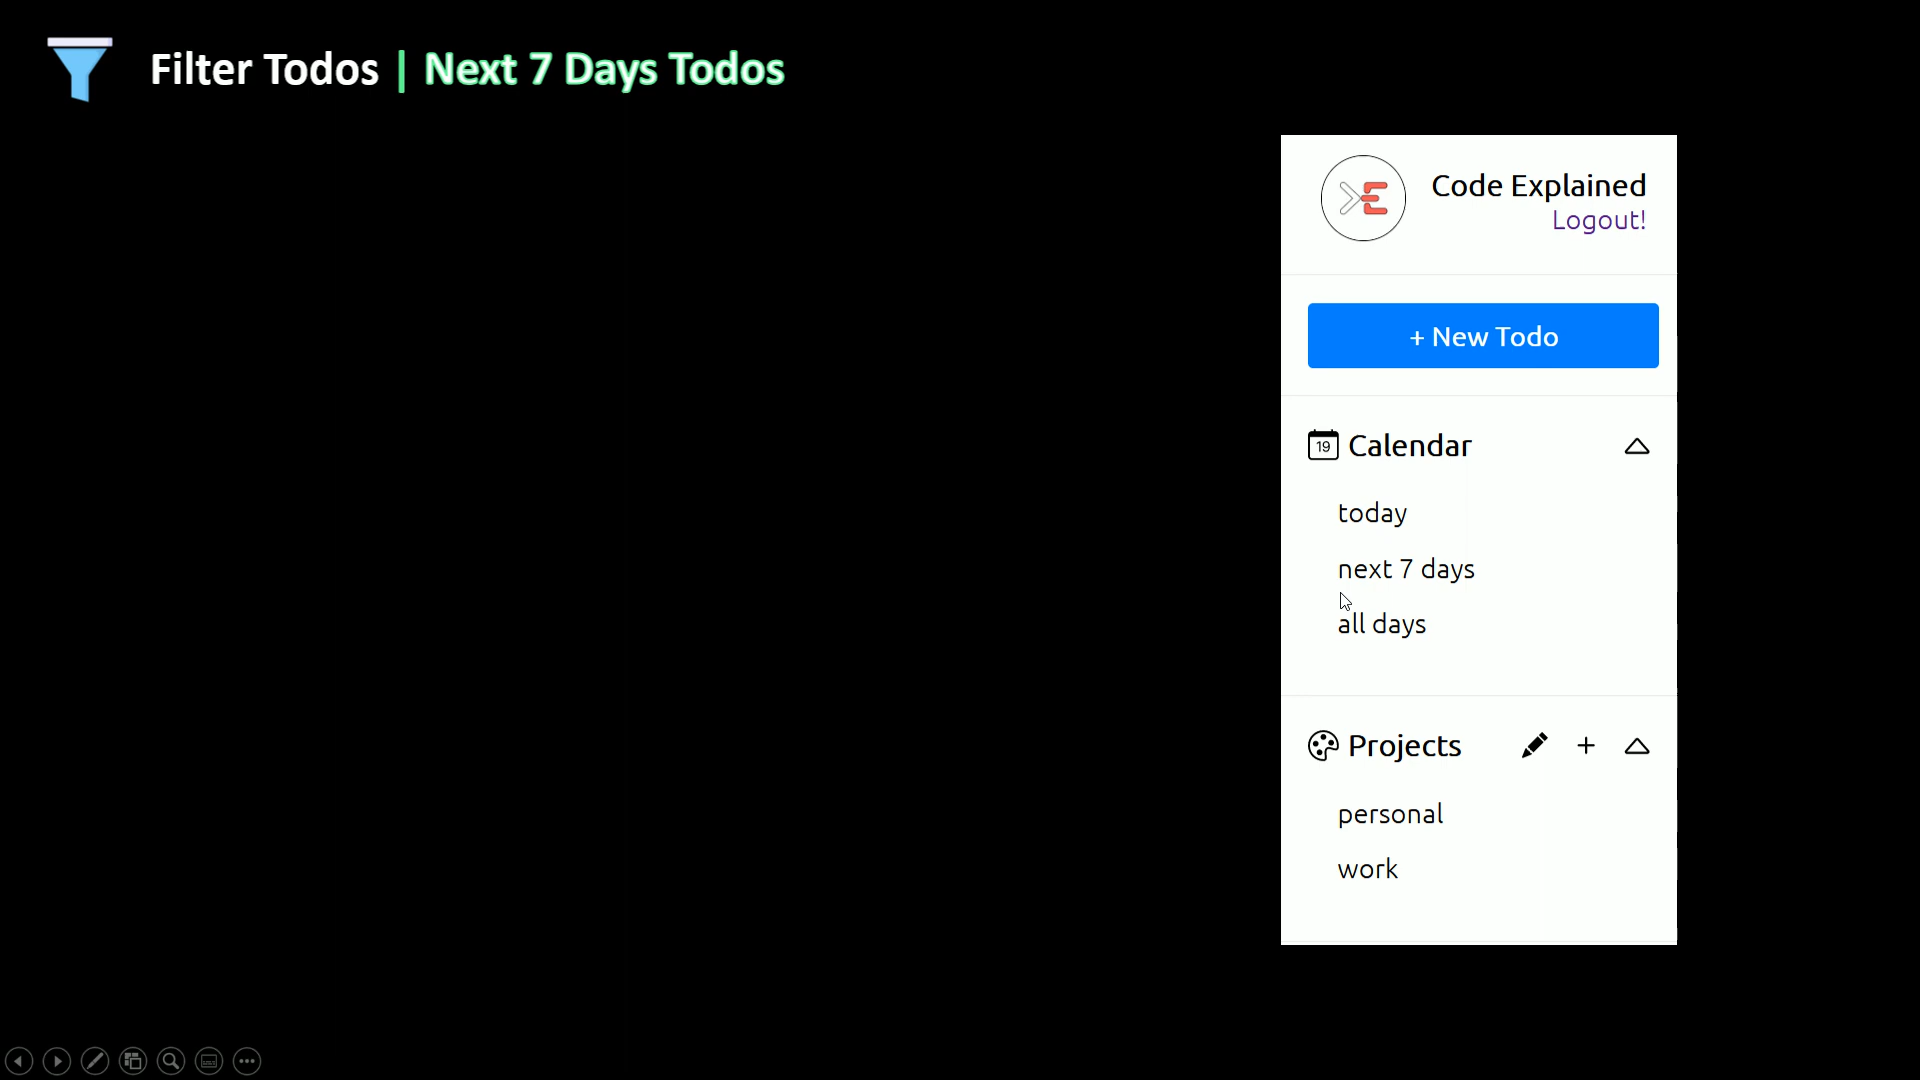 Filter Todos | Next 7 Days Todos
Code Explained
Logout!
+ New Todo
19 Calendar
today
next 7 days
all days
Projects
personal
work